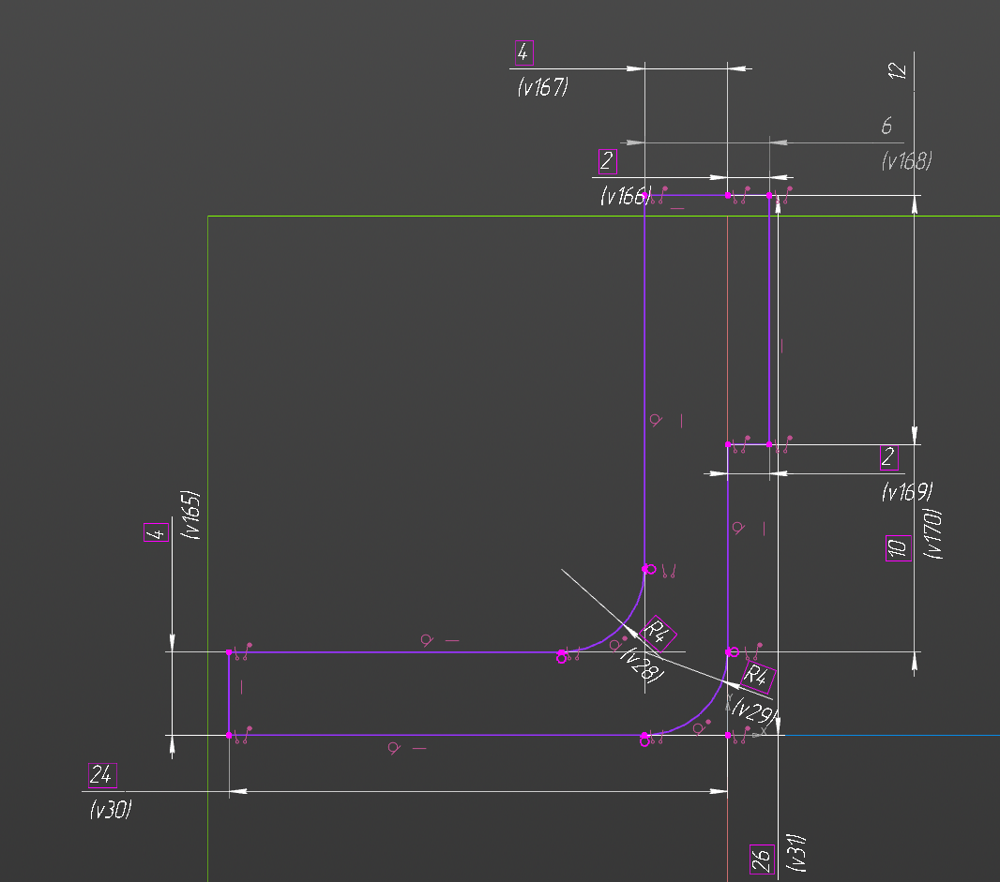 4
(v167)
12
6
(v168)
2
(v166)
2
(v169)
4
(v165)
10
(v170)
R4
(v28)
R4
(v29)
Y
X
24
(v30)
26
(v31)